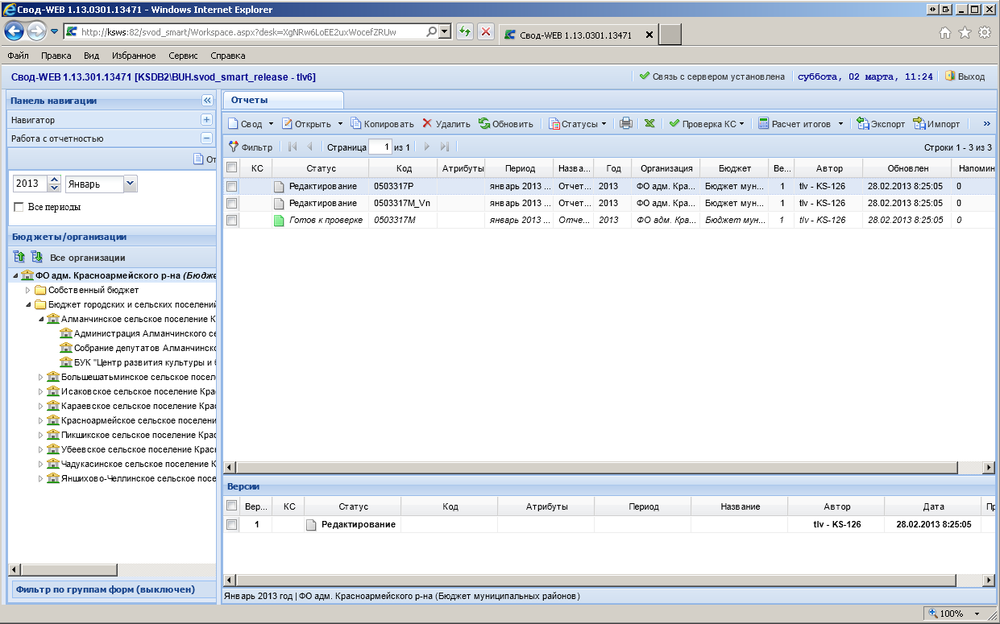 Свод-WEB 1.13.0301.13471 - Windows Internet Explorer
http://ksws:82/svod_smart/Workspace.aspx?desk=XgNRw6LoEE2uxWocefZRUw
Свод-WEB 1.13.0301.13471
Файл Правка Вид Избранное Сервис Справка
Свод-WEB 1.13.301.13471 [KSDB2\BUH.svod_smart_release - tlv6] Связь с сервером установлена суббота, 02 марта, 11:24 Выход
Панель навигации
Навигатор
Работа с отчетностью
От
2013 Январь
Все периоды
Бюджеты/организации
Все организации
ФО адм. Красноармейского р-на (Бюдже
Собственный бюджет
Бюджет городских и сельских поселений
Алманчинское сельское поселение К
Администрация Алманчинского се
Собрание депутатов Алманчинско
БУК "Центр развития культуры и б
Большешатьминское сельское посел
Исаковское сельское поселение Кра
Караевское сельское поселение Крас
Красноармейское сельское поселени
Пикшикское сельское поселение Крас
Убеевское сельское поселение Красн
Чадукасинское сельское поселение К
Яншихово-Челлинское сельское посе
Фильтр по группам форм (выключен)
Отчеты
Свод Открыть Копировать Удалить Обновить Статусы Проверка КС Расчет итогов Экспорт Импорт »
Фильтр Страница 1 из 1 Строки 1 - 3 из 3
КС Статус Код Атрибуты Период Назва... Год Организация Бюджет Ве... Автор Обновлен Напомин
Редактирование 0503317P январь 2013 ... Отчет... 2013 ФО адм. Кра... Бюджет мун... 1 tlv - KS-126 28.02.2013 8:25:05 0
Редактирование 0503317M_Vn январь 2013 ... Отчет... 2013 ФО адм. Кра... Бюджет мун... 1 tlv - KS-126 28.02.2013 8:25:05 0
Готов к проверке 0503317M январь 2013 ... Отче... 2013 ФО адм. Кра... Бюджет мун... 1 tlv - KS-126 28.02.2013 8:25:05 0
Версии
Вер... КС Статус Код Атрибуты Период Название Автор Дата Пр
1 Редактирование tlv - KS-126 28.02.2013 8:25:05
Январь 2013 год | ФО адм. Красноармейского р-на (Бюджет муниципальных районов)
100%